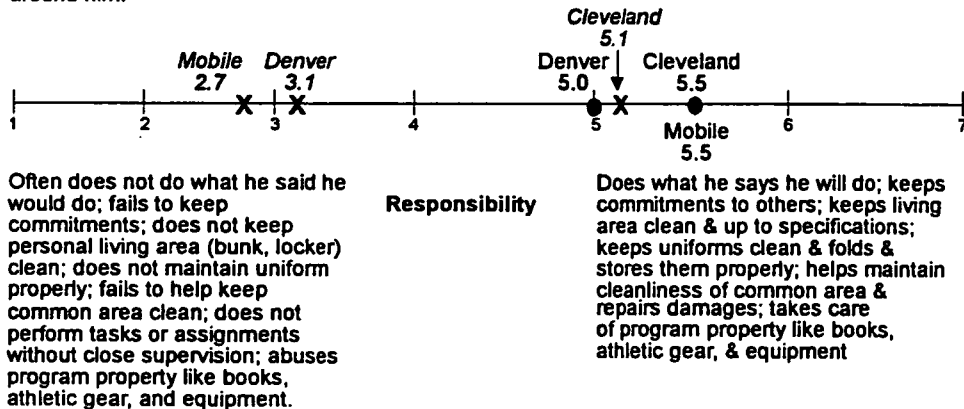 around him.
Cleveland
5.1
Mobile Denver Denver Cleveland
2.7 3.1 5.0 5.5
1 2 3 4 5 6 7
Mobile
5.5
Often does not do what he said he
would do; fails to keep
commitments; does not keep
personal living area (bunk, locker)
clean; does not maintain uniform
properly; fails to help keep
common area clean; does not
perform tasks or assignments
without close supervision; abuses
program property like books,
athletic gear, and equipment.
Responsibility
Does what he says he will do; keeps
commitments to others; keeps living
area clean & up to specifications;
keeps uniforms clean & folds &
stores them properly; helps maintain
cleanliness of common area &
repairs damages; takes care
of program property like books,
athletic gear, & equipment